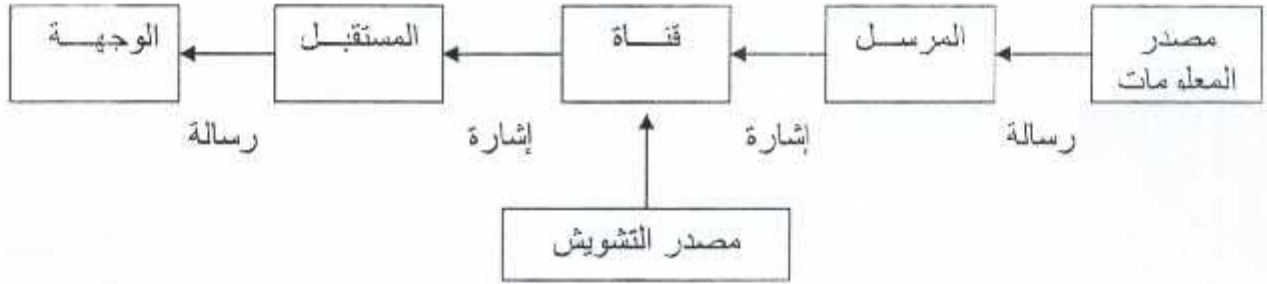 مصدر
المعلومات
المرسل
قناة
المستقبل
الوجهة
رسالة
إشارة
إشارة
رسالة
مصدر التشويش